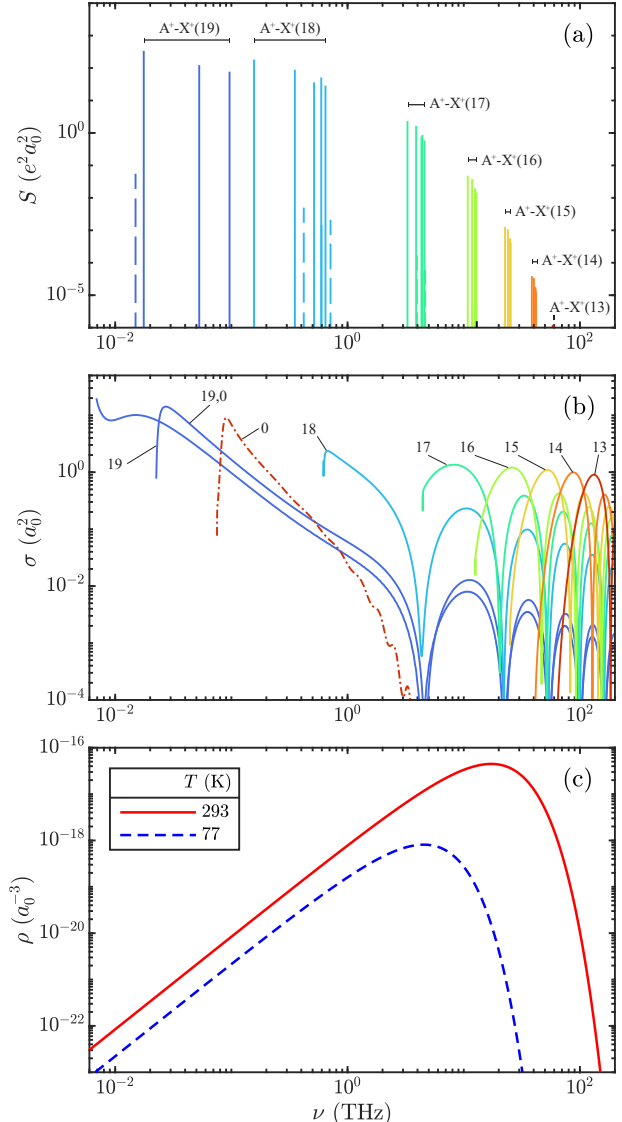 A⁺-X⁺(19) A⁺-X⁺(18) (a)
A⁺-X⁺(17)
A⁺-X⁺(16)
A⁺-X⁺(15)
A⁺-X⁺(14)
A⁺-X⁺(13)
S (e²a₀²)
10⁰
10⁻⁵
10⁻² 10⁰ 10²
(b)
19,0
0
19
18
17 16 15 14 13
σ (a₀²)
10⁰
10⁻²
10⁻⁴
10⁻² 10⁰ 10²
(c)
T (K)
293
77
ρ (a₀⁻³)
10⁻¹⁶
10⁻¹⁸
10⁻²⁰
10⁻²²
10⁻² 10⁰ 10²
ν (THz)